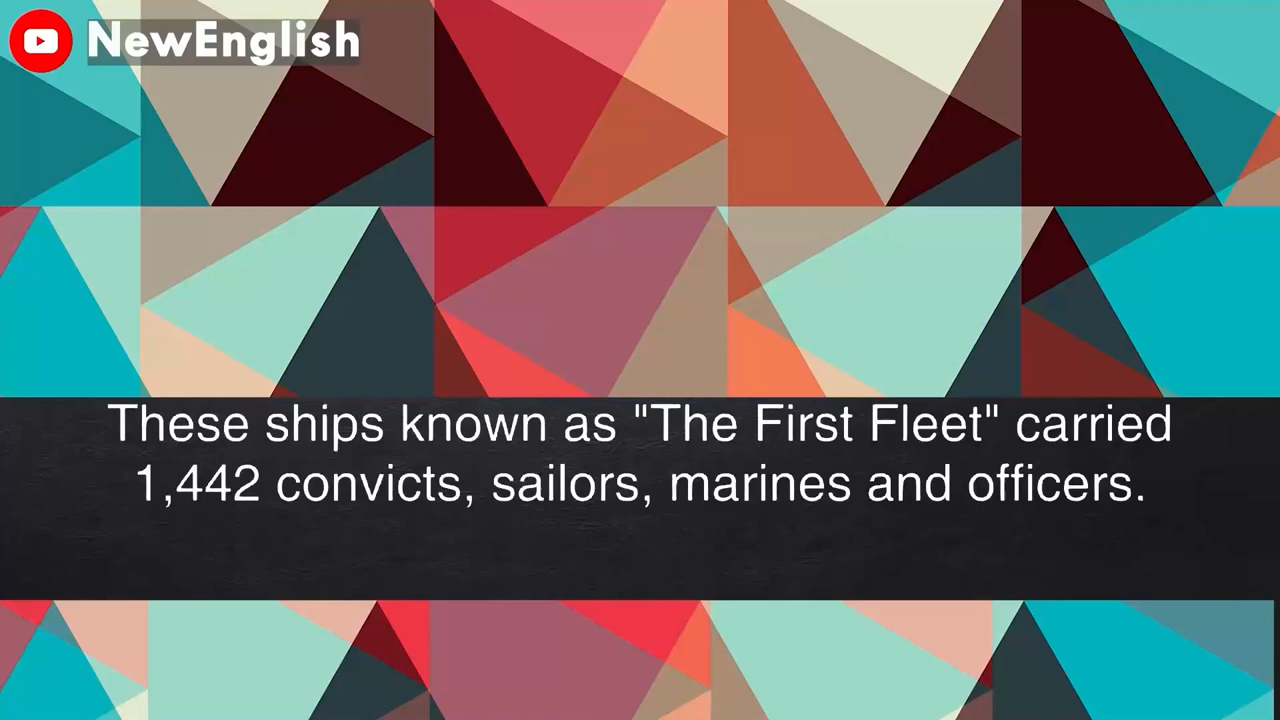 NewEnglish
These ships known as "The First Fleet" carried
1,442 convicts, sailors, marines and officers.